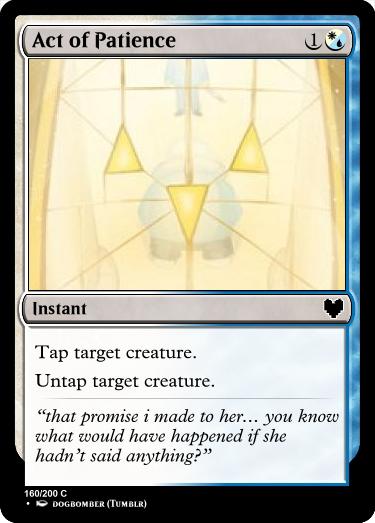 Act of Patience 1
Instant
Tap target creature.
Untap target creature.
“that promise i made to her... you know
what would have happened if she
hadn't said anything?”
160/200 C
• DOGBOMBER (TUMBLR)